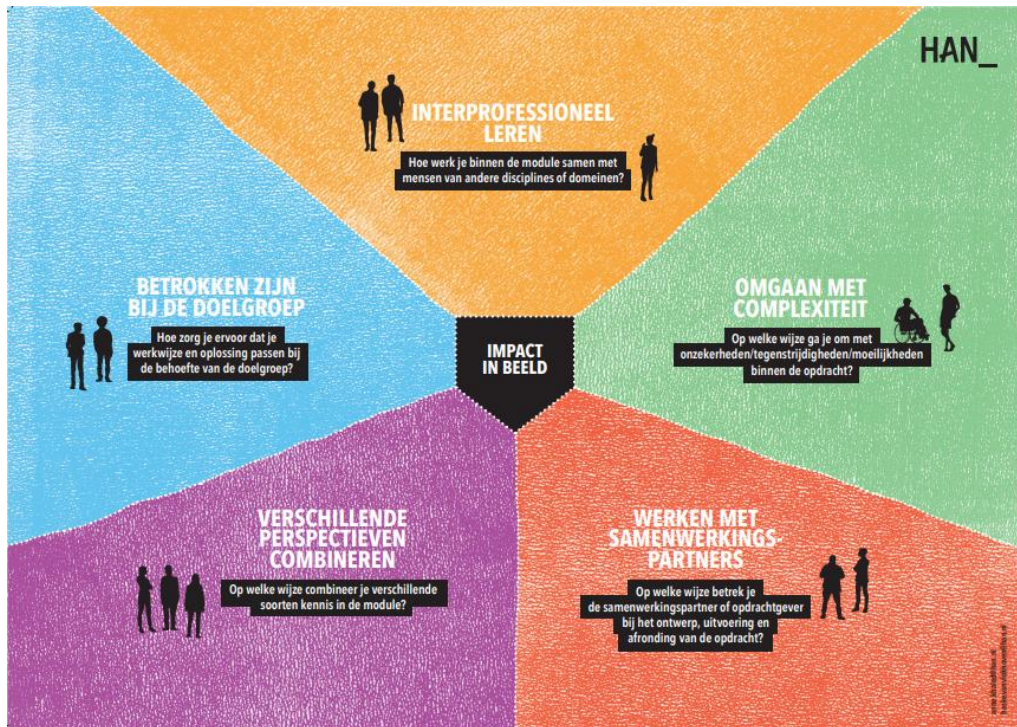 HAN_
INTERPROFESSIONEEL
LEREN
Hoe werk je binnen de module samen met
mensen van andere disciplines of domeinen?
BETROKKEN ZIJN
BIJ DE DOELGROEP
Hoe zorg je ervoor dat je
werkwijze en oplossing passen bij
de behoefte van de doelgroep?
OMGAAN MET
COMPLEXITEIT
Op welke wijze ga je om met
onzekerheden/tegenstrijdigheden/moeilijkheden
binnen de opdracht?
IMPACT
IN BEELD
VERSCHILLENDE
PERSPECTIEVEN
COMBINEREN
Op welke wijze combineer je verschillende
soorten kennis in de module?
WERKEN MET
SAMENWERKINGS-
PARTNERS
Op welke wijze betrek je
de samenwerkingspartner of opdrachtgever
bij het ontwerp, uitvoering en
afronding van de opdracht?